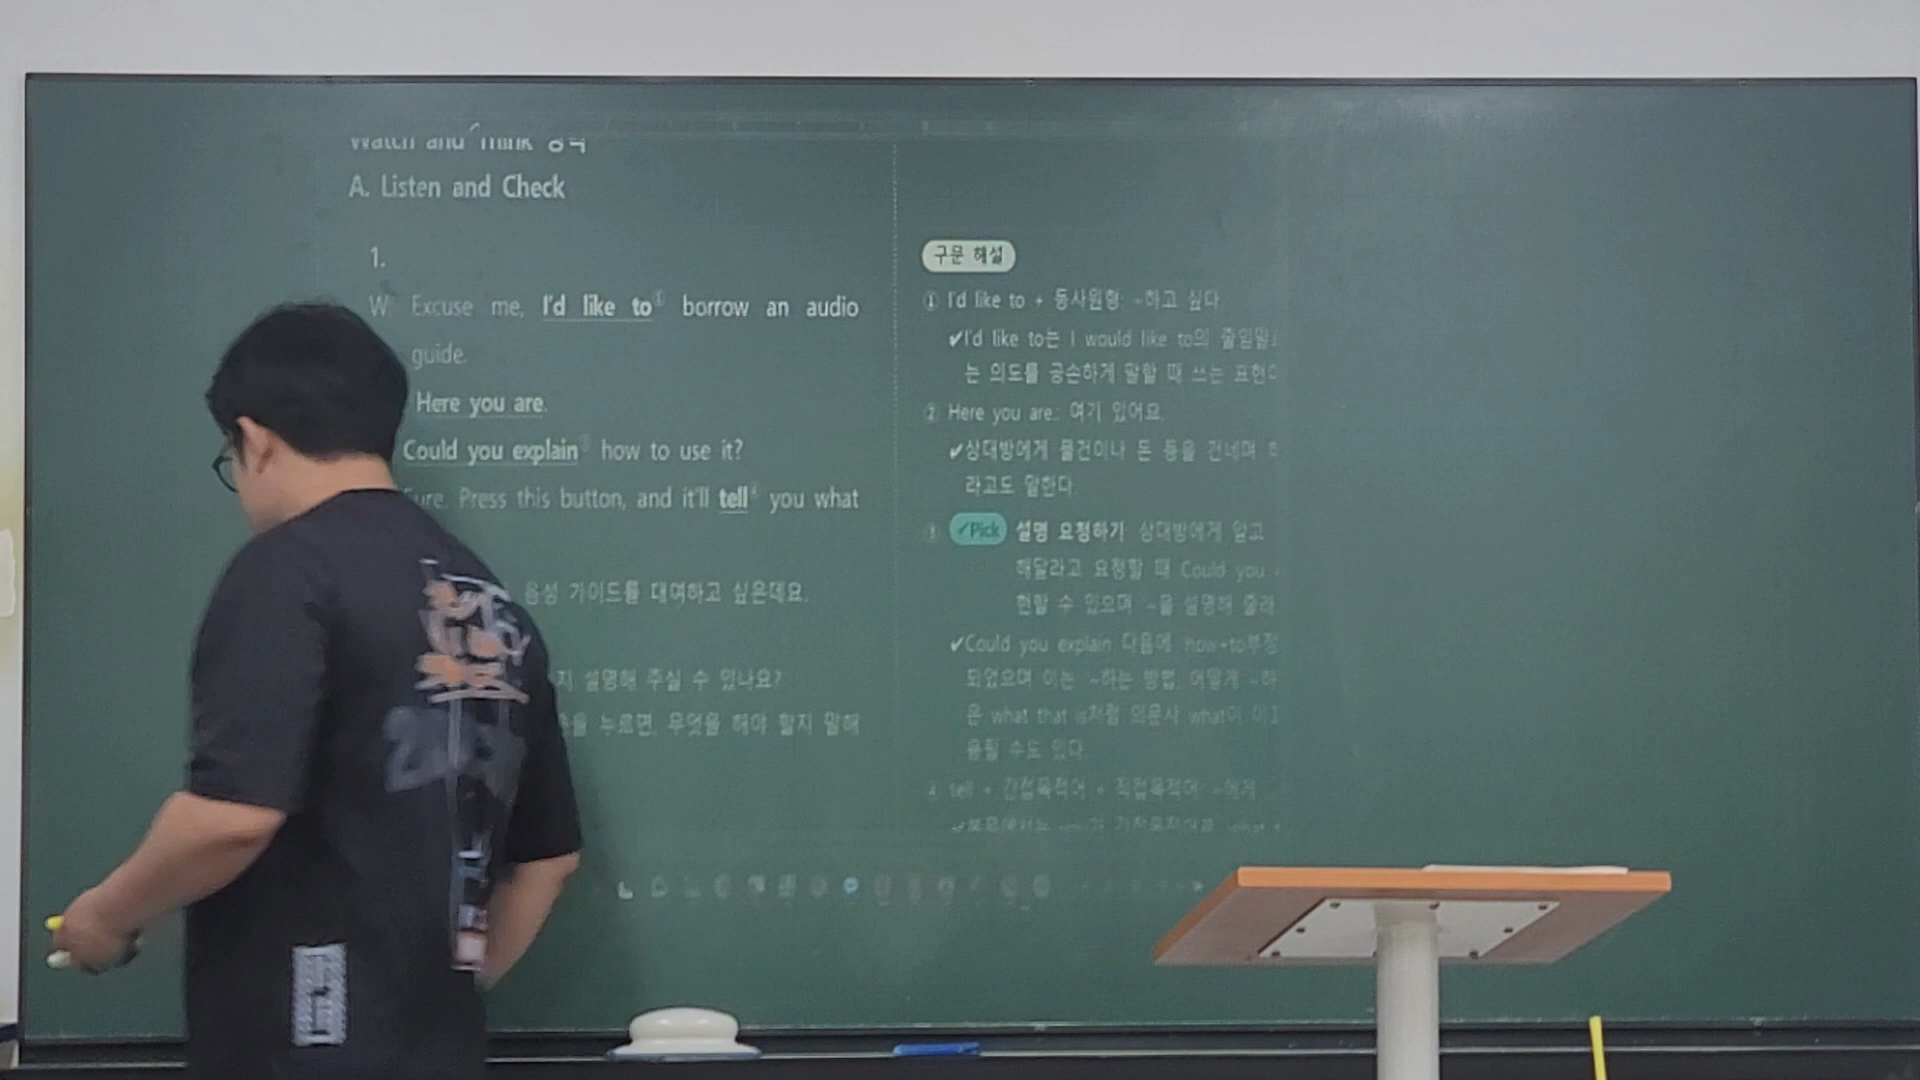 Watch and Think
A. Listen and Check
1.
W: Excuse me, I'd like to① borrow an audio
guide.
Here you are.
Could you explain③ how to use it?
Sure. Press this button, and it'll tell④ you what
음성 가이드를 대여하고 싶은데요.
지 설명해 주실 수 있나요?
을 누르면, 무엇을 해야 할지 말해
구문 해설
① I'd like to + 동사원형: ~하고 싶다
✔I'd like to는 I would like to의 줄임말
는 의도를 공손하게 말할 때 쓰는 표현
② Here you are.: 여기 있어요.
✔상대방에게 물건이나 돈 등을 건네며
라고도 말한다.
③ ✔Pick 설명 요청하기 상대방에게 알고
해달라고 요청할 때 Could you
현할 수 있으며 ~을 설명해 줄래
✔Could you explain 다음에 how+to부정
되었으며 이는 ~하는 방법, 어떻게 ~하
은 what that is처럼 의문사 what이
용될 수도 있다.
4 tell + 간접목적어 + 직접목적어 ~에게